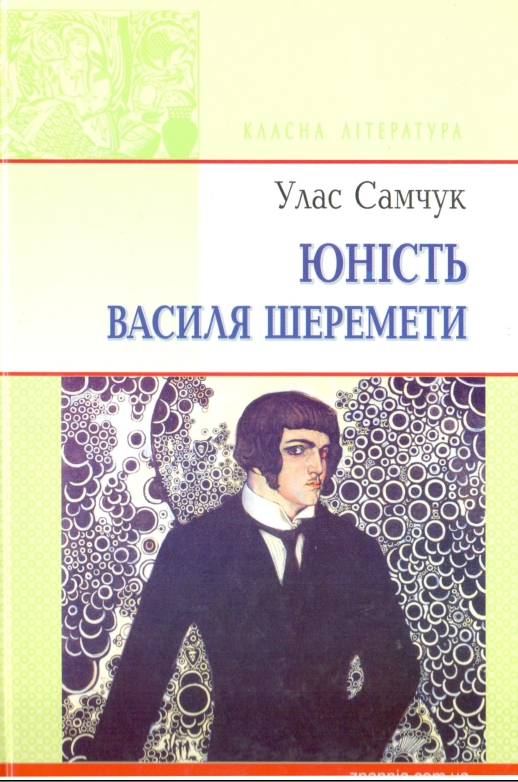 КЛАСНА ЛІТЕРАТУРА
Улас Самчук
ЮНІСТЬ
ВАСИЛЯ ШЕРЕМЕТИ